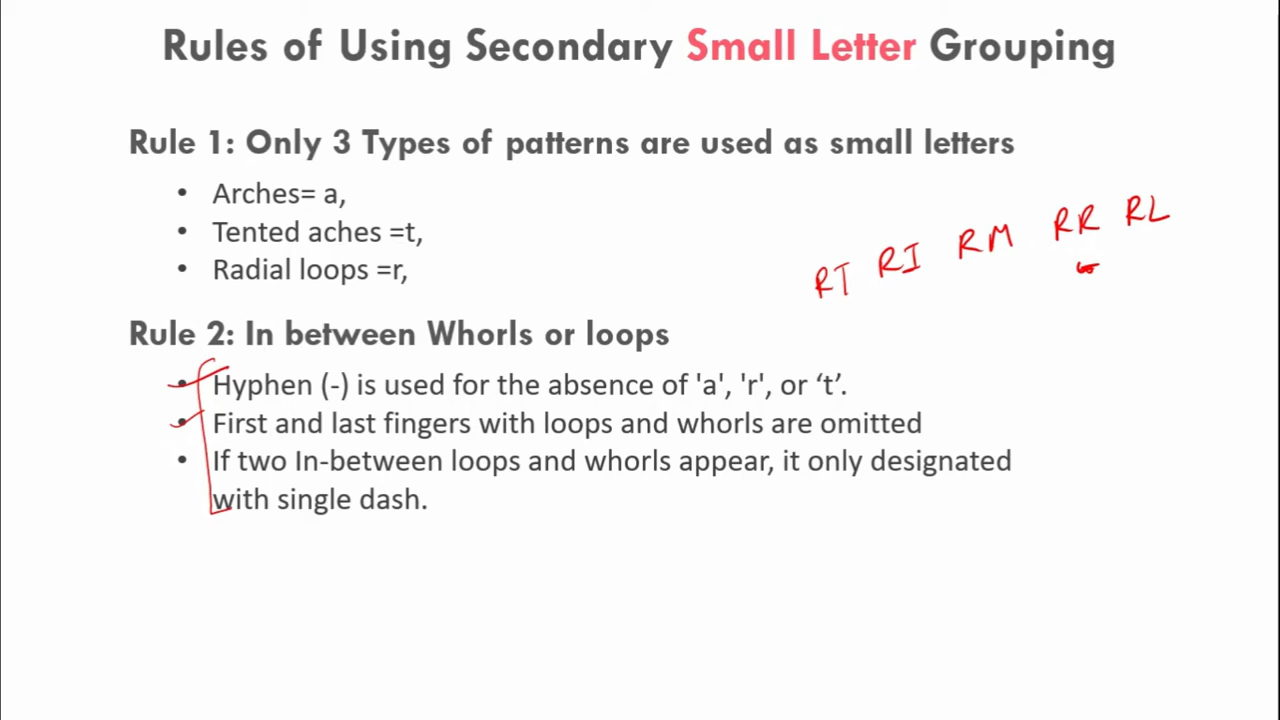 Rules of Using Secondary Small Letter Grouping
Rule 1: Only 3 Types of patterns are used as small letters
• Arches= a,
• Tented aches =t,
• Radial loops =r,
RT RI RM RR RL
Rule 2: In between Whorls or loops
• Hyphen (-) is used for the absence of 'a', 'r', or ‘t’.
• First and last fingers with loops and whorls are omitted
• If two In-between loops and whorls appear, it only designated
with single dash.